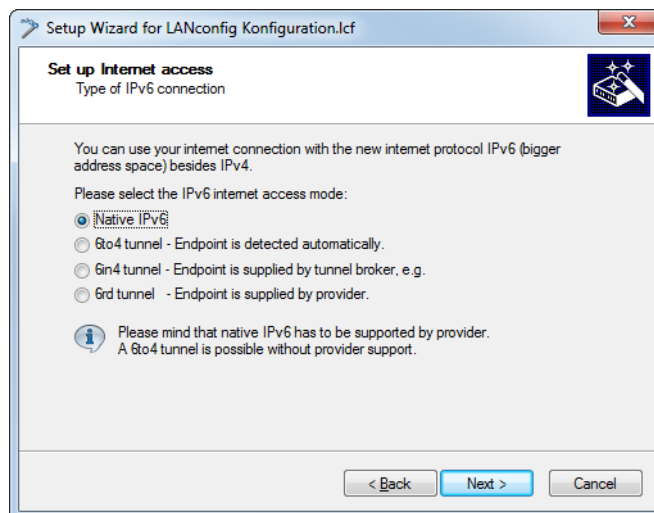 Setup Wizard for LANconfig Konfiguration.lcf
Set up Internet access
Type of IPv6 connection
You can use your internet connection with the new internet protocol IPv6 (bigger
address space) besides IPv4.
Please select the IPv6 internet access mode:
Native IPv6
6to4 tunnel - Endpoint is detected automatically.
6in4 tunnel - Endpoint is supplied by tunnel broker, e.g.
6rd tunnel - Endpoint is supplied by provider.
Please mind that native IPv6 has to be supported by provider.
A 6to4 tunnel is possible without provider support.
< Back
Next >
Cancel